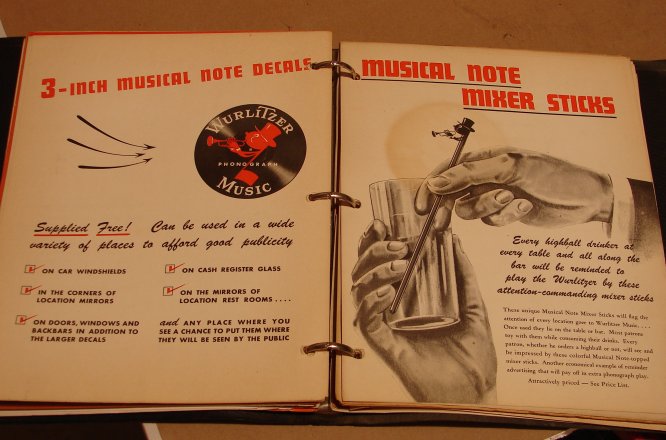 3-INCH MUSICAL NOTE DECALS
WURLITZER
PHONOGRAPH
MUSIC
Supplied Free! Can be used in a wide
variety of places to afford good publicity
ON CAR WINDSHIELDS
IN THE CORNERS OF
LOCATION MIRRORS
ON DOORS, WINDOWS AND
BACKBARS IN ADDITION TO
THE LARGER DECALS
ON CASH REGISTER GLASS
ON THE MIRRORS OF
LOCATION REST ROOMS ....
and ANY PLACE WHERE YOU
SEE A CHANCE TO PUT THEM WHERE
THEY WILL BE SEEN BY THE PUBLIC
MUSICAL NOTE
MIXER STICKS
Every highball drinker at
every table and all along the
bar will be reminded to
play the Wurlitzer by these
attention-commanding mixer sticks
These unique Musical Note Mixer Sticks will flag the
attention of every location goer to Wurlitzer Music....
Once used they lie on the table or bar. Most patrons
toy with them while consuming their drinks. Every
patron, whether he orders a highball or not, will see and
be impressed by these colorful Musical Note-topped
mixer sticks. Another economical example of reminder
advertising that will pay off in extra phonograph play.
Attractively priced — See Price List.